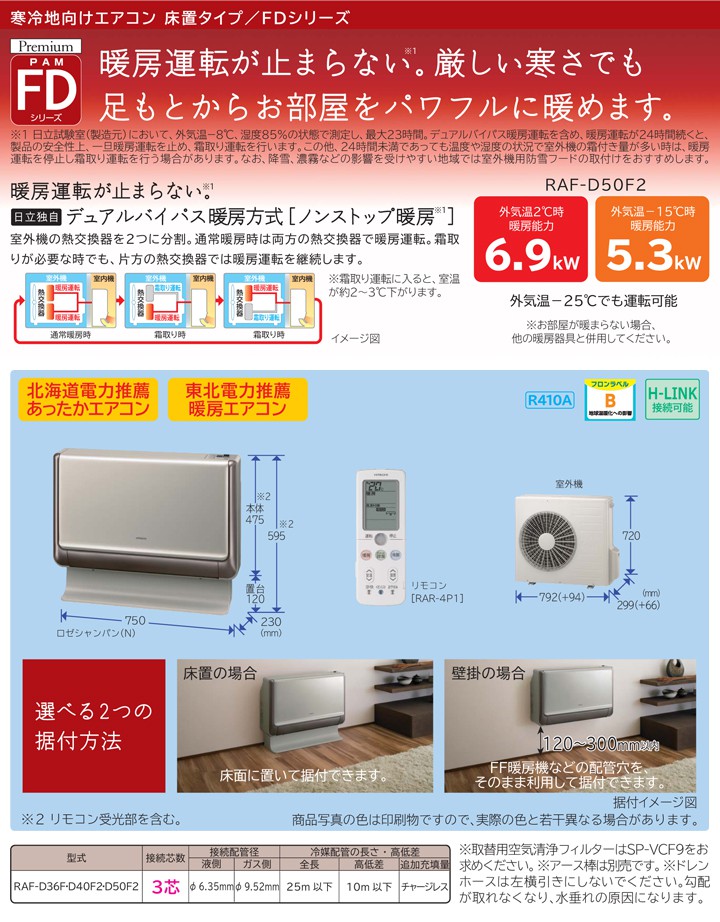 寒冷地向けエアコン 床置タイプ／FDシリーズ
Premium
PAM
FD
シリーズ
暖房運転が止まらない※1。厳しい寒さでも
足もとからお部屋をパワフルに暖めます。
※1 日立試験室(製造元)において、外気温−8℃、湿度85％の状態で測定し、最大23時間。デュアルバイパス暖房運転を含め、暖房運転が24時間続くと、
製品の安全性上、一旦暖房運転を止め、霜取り運転を行います。この他、24時間未満であっても温度や湿度の状況で室外機の霜付き量が多い時は、暖房
運転を停止し霜取り運転を行う場合があります。なお、降雪、濃霧などの影響を受けやすい地域では室外機用防雪フードの取付けをおすすめします。
暖房運転が止まらない。※1
日立独自 デュアルバイパス暖房方式［ノンストップ暖房※1］
室外機の熱交換器を2つに分割。通常暖房時は両方の熱交換器で暖房運転。霜取
りが必要な時でも、片方の熱交換器では暖房運転を継続します。
室外機 室内機
熱交換器
暖房運転
暖房運転
通常暖房時
室外機 室内機
熱交換器
霜取り運転
暖房運転
霜取り時
室外機 室内機
熱交換器
暖房運転
霜取り運転
霜取り時
※霜取り運転に入ると、室温
が約2〜3℃下がります。
イメージ図
RAF-D50F2
外気温2℃時
暖房能力
6.9kW
外気温−15℃時
暖房能力
5.3kW
外気温−25℃でも運転可能
※お部屋が暖まらない場合、
他の暖房器具と併用してください。
北海道電力推薦
あったかエアコン
東北電力推薦
暖房エアコン
R410A
フロンラベル
B
地球温暖化への影響
H-LINK
接続可能
※2
本体
475
※2
595
置台
120
750
230
(mm)
ロゼシャンパン(N)
リモコン
[RAR-4P1]
室外機
720
792(+94)
(mm)
299(+66)
選べる2つの
据付方法
床置の場合
床面に置いて据付できます。
壁掛の場合
120〜300mm以内
FF暖房機などの配管穴を、
そのまま利用して据付できます。
据付イメージ図
※2 リモコン受光部を含む。
商品写真の色は印刷物ですので、実際の色と若干異なる場合があります。
型式 接続芯数 接続配管径 冷媒配管の長さ・高低差
液側 ガス側 全長 高低差 追加充填量
RAF-D36F・D40F2・D50F2 3芯 φ6.35mm φ9.52mm 25m 以下 10m 以下 チャージレス
※取替用空気清浄フィルターはSP-VCF9をお
求めください。※アース棒は別売です。※ドレン
ホースは左横引きにしないでください。勾配
が取れなくなり、水垂れの原因になります。